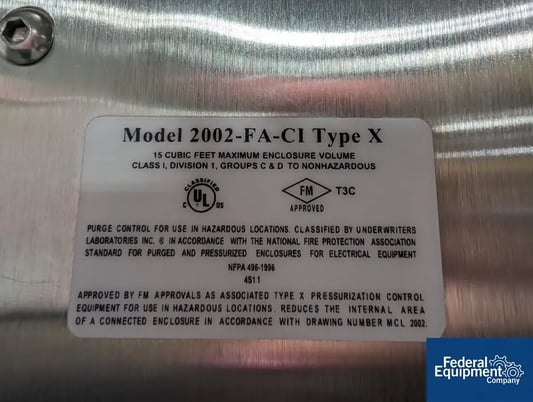 Model 2002-FA-CI Type X
15 CUBIC FEET MAXIMUM ENCLOSURE VOLUME
CLASS I, DIVISION 1, GROUPS C & D TO NONHAZARDOUS
CLASSIFIED
C UL US
FM
APPROVED
T3C
PURGE CONTROL FOR USE IN HAZARDOUS LOCATIONS. CLASSIFIED BY UNDERWRITERS
LABORATORIES INC. ® IN ACCORDANCE WITH THE NATIONAL FIRE PROTECTION ASSOCIATION
STANDARD FOR PURGED AND PRESSURIZED ENCLOSURES FOR ELECTRICAL EQUIPMENT
NFPA 496-1996
4S11
APPROVED BY FM APPROVALS AS ASSOCIATED TYPE X PRESSURIZATION CONTROL
EQUIPMENT FOR USE IN HAZARDOUS LOCATIONS. REDUCES THE INTERNAL AREA
OF A CONNECTED ENCLOSURE IN ACCORDANCE WITH DRAWING NUMBER MCL 2002.
Federal
Equipment
Company